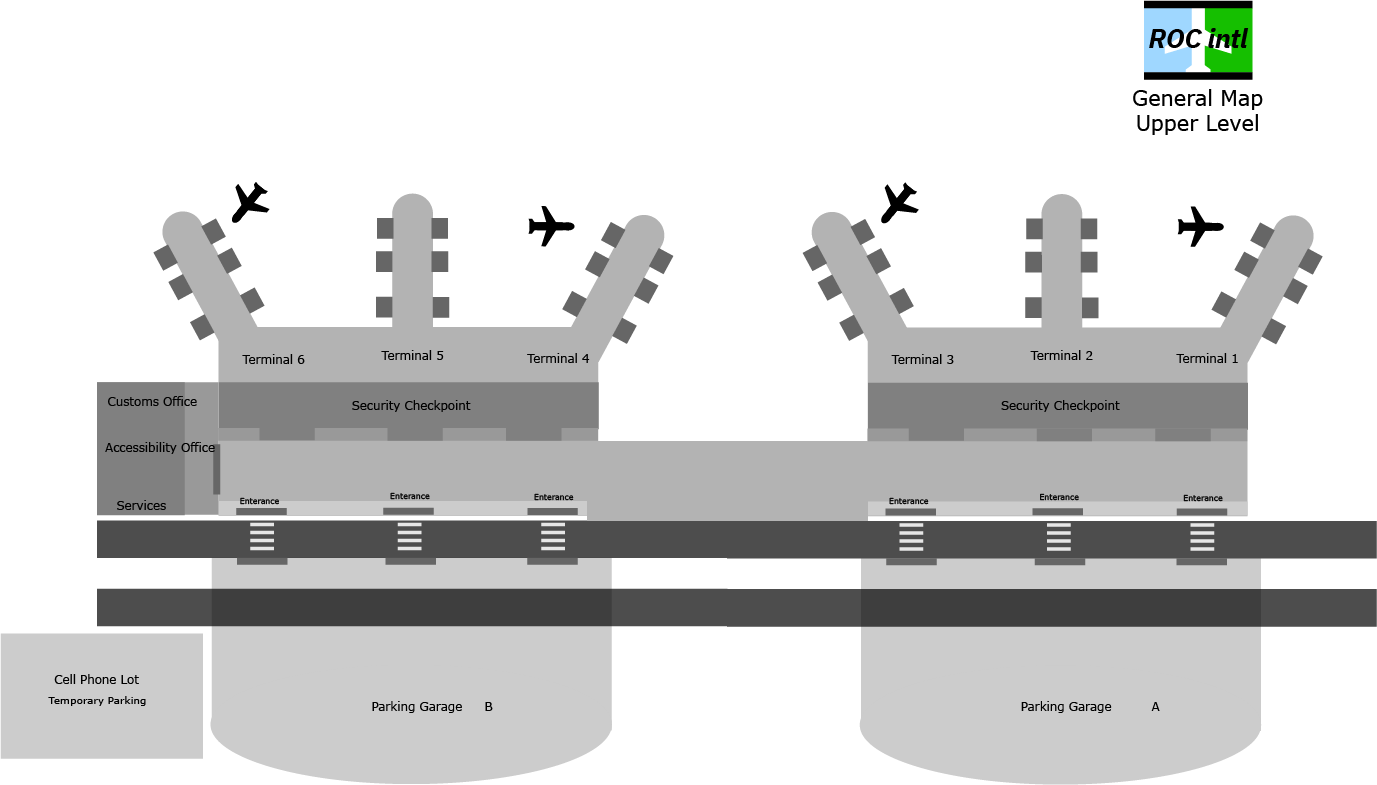 ROC intl
General Map
Upper Level
Terminal 6
Terminal 5
Terminal 4
Terminal 3
Terminal 2
Terminal 1
Customs Office
Security Checkpoint
Security Checkpoint
Accessibility Office
Services
Enterance
Enterance
Enterance
Enterance
Enterance
Enterance
Cell Phone Lot
Temporary Parking
Parking Garage B
Parking Garage A